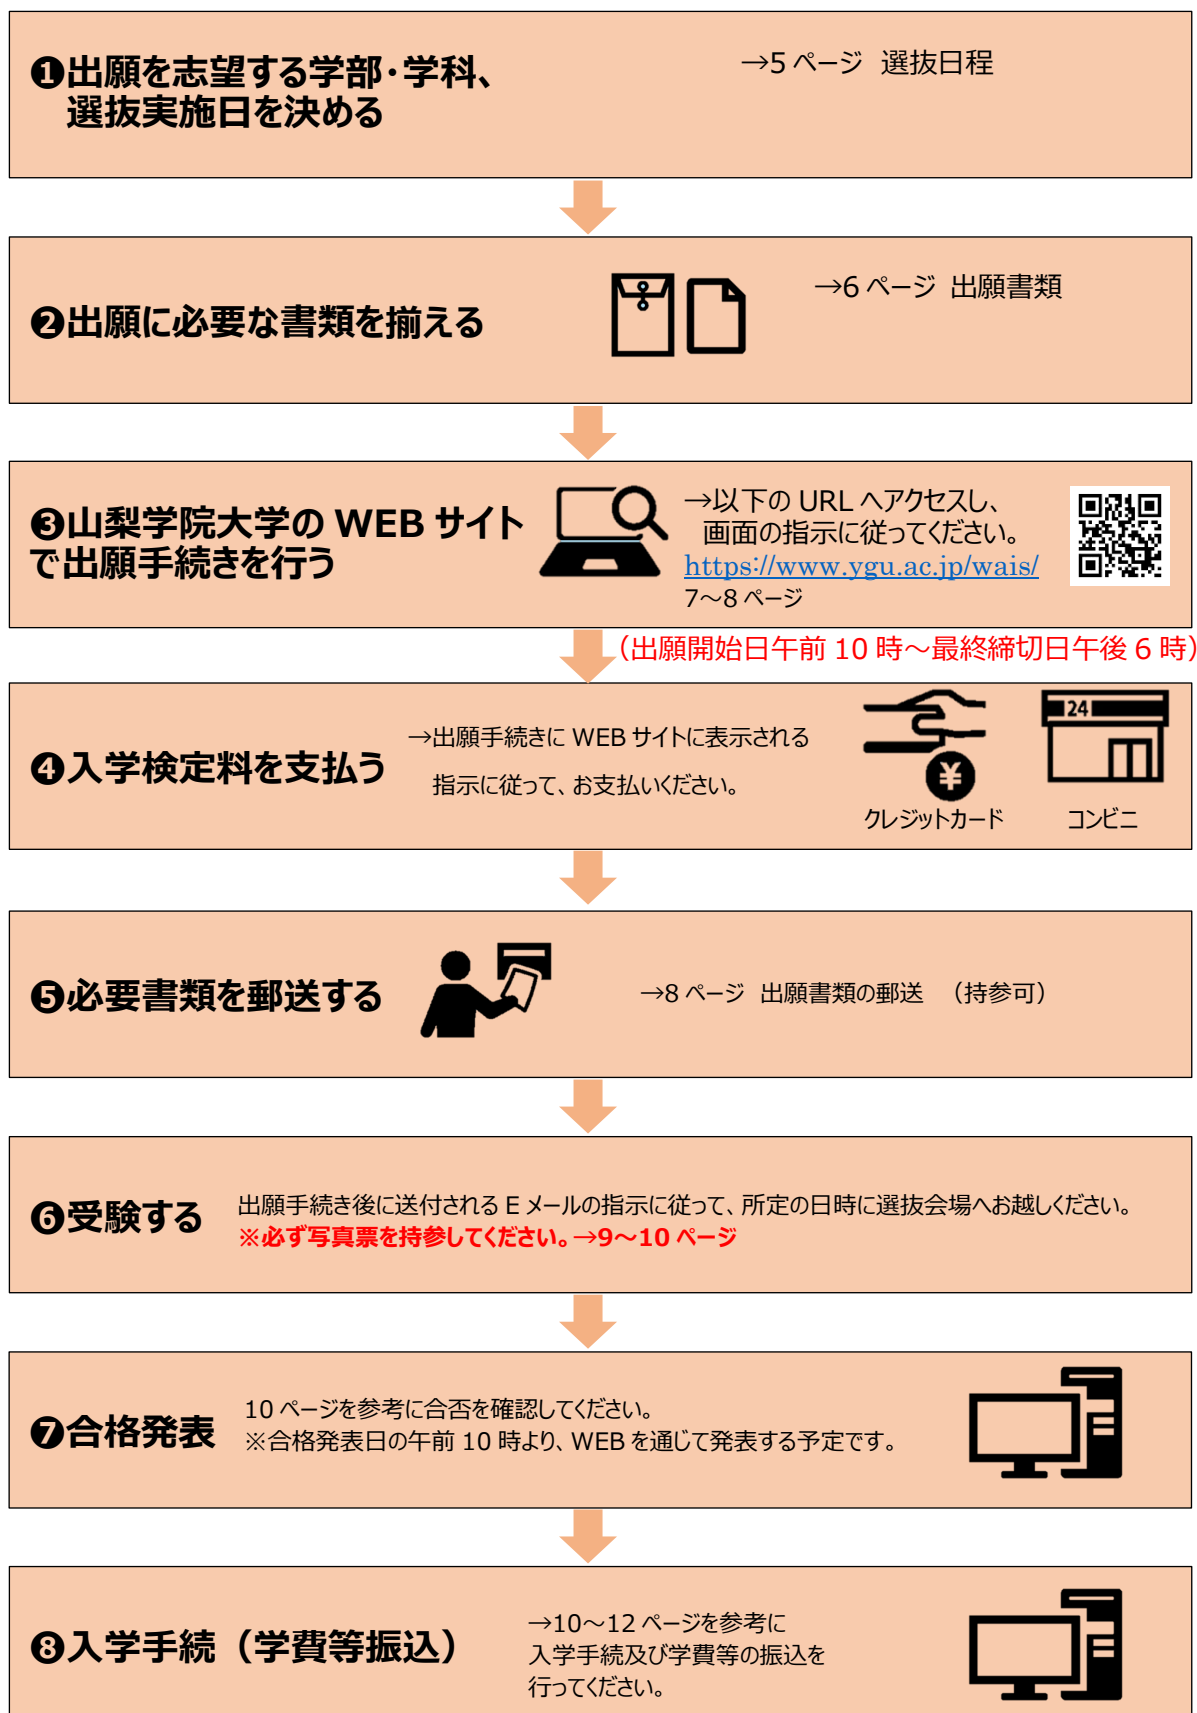 ❶出願を志望する学部・学科、
選抜実施日を決める
→5 ページ 選抜日程
❷出願に必要な書類を揃える
→6 ページ 出願書類
❸山梨学院大学の WEB サイト
で出願手続きを行う
→以下の URL へアクセスし、
画面の指示に従ってください。
https://www.ygu.ac.jp/wais/
7～8 ページ
（出願開始日午前 10 時～最終締切日午後 6 時）
❹入学検定料を支払う
→出願手続きに WEB サイトに表示される
指示に従って、お支払いください。
24
クレジットカード
コンビニ
❺必要書類を郵送する
→8 ページ 出願書類の郵送 （持参可）
❻受験する
出願手続き後に送付される E メールの指示に従って、所定の日時に選抜会場へお越しください。
※必ず写真票を持参してください。→9～10 ページ
❼合格発表
10 ページを参考に合否を確認してください。
※合格発表日の午前 10 時より、WEB を通じて発表する予定です。
❽入学手続（学費等振込）
→10～12 ページを参考に
入学手続及び学費等の振込を
行ってください。